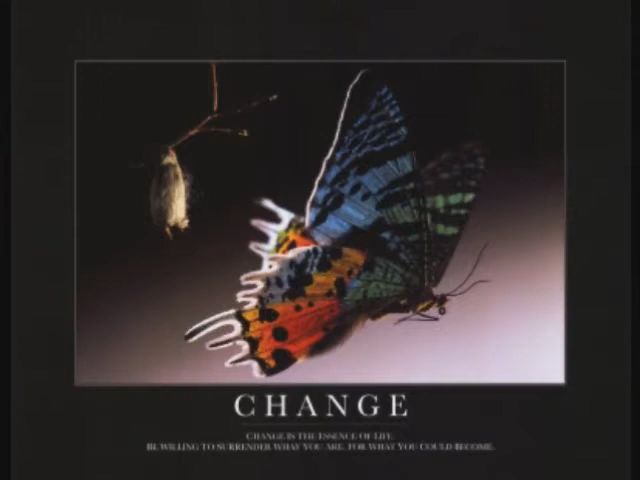 CHANGE
CHANGE IS THE ESSENCE OF LIFE.
BE WILLING TO SURRENDER WHAT YOU ARE, FOR WHAT YOU COULD BECOME.